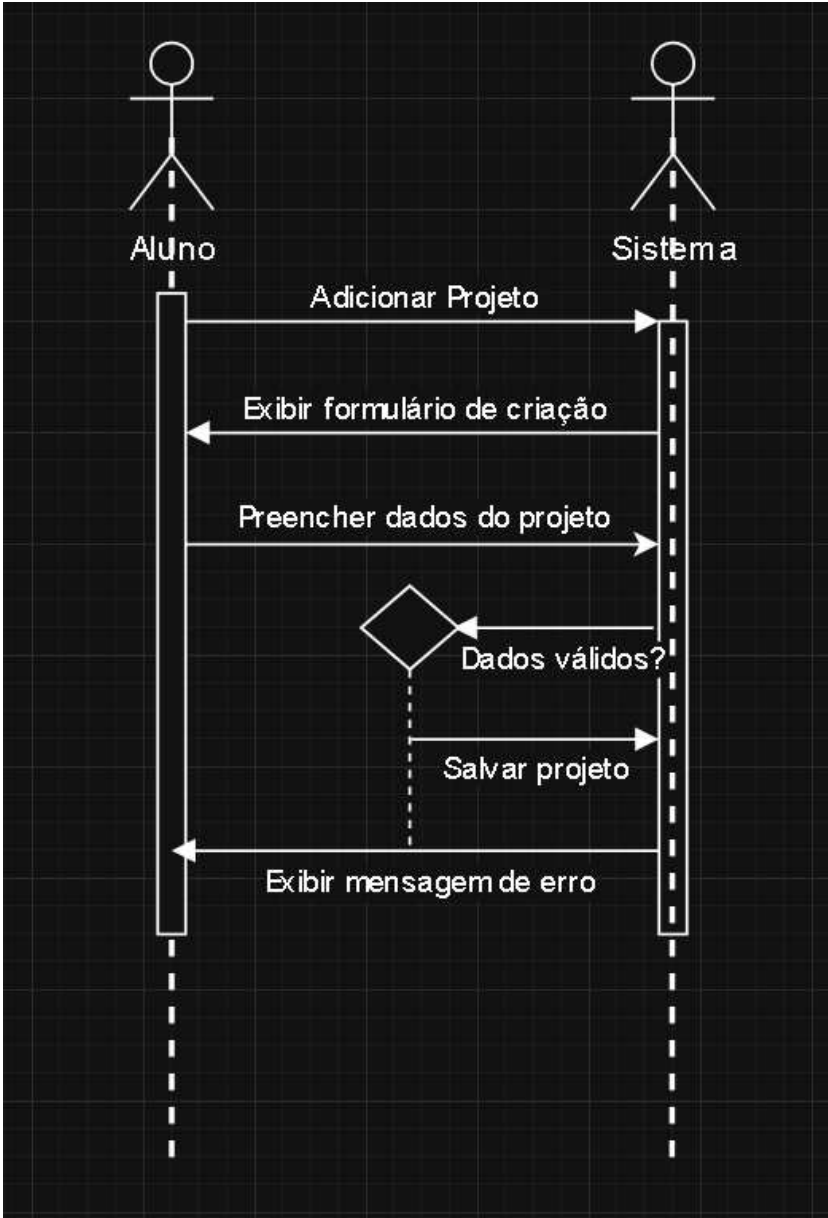 Aluno
Sistema
Adicionar Projeto
Exibir formulário de criação
Preencher dados do projeto
Dados válidos?
Salvar projeto
Exibir mensagem de erro